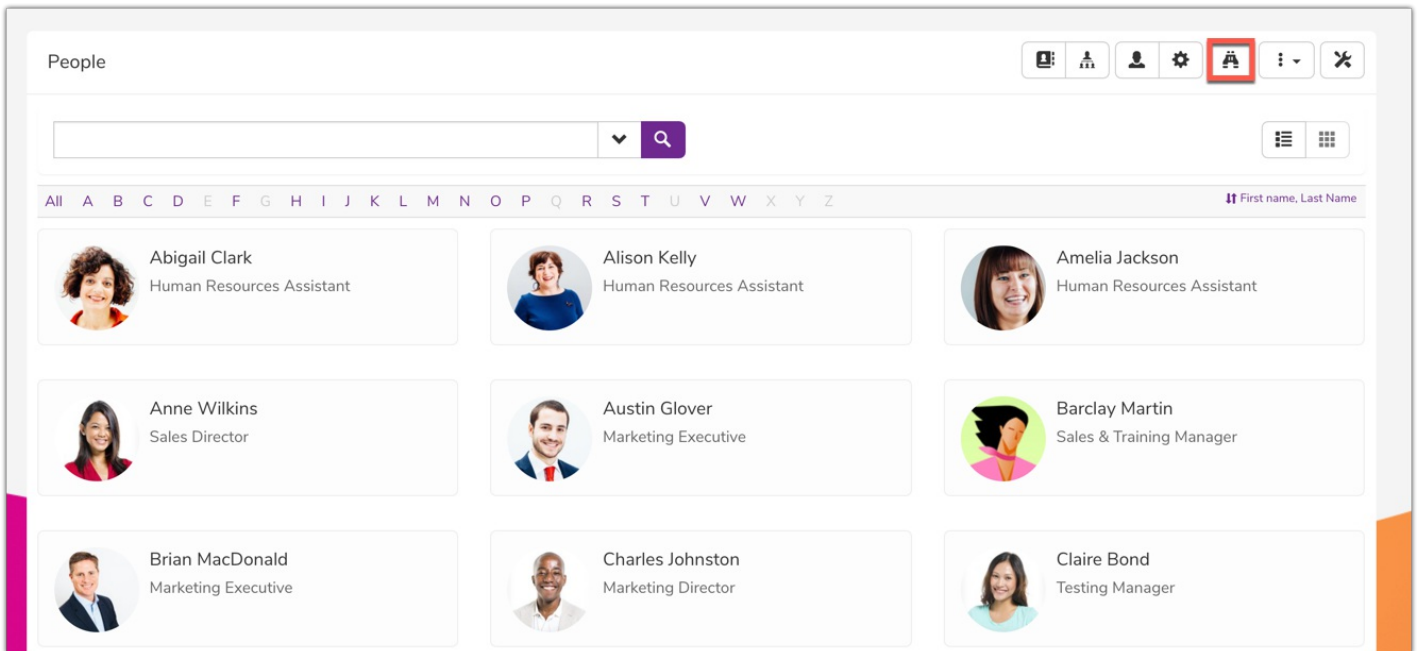 People
All A B C D E F G H I J K L M N O P Q R S T U V W X Y Z
First name, Last Name
Abigail Clark
Human Resources Assistant
Alison Kelly
Human Resources Assistant
Amelia Jackson
Human Resources Assistant
Anne Wilkins
Sales Director
Austin Glover
Marketing Executive
Barclay Martin
Sales & Training Manager
Brian MacDonald
Marketing Executive
Charles Johnston
Marketing Director
Claire Bond
Testing Manager